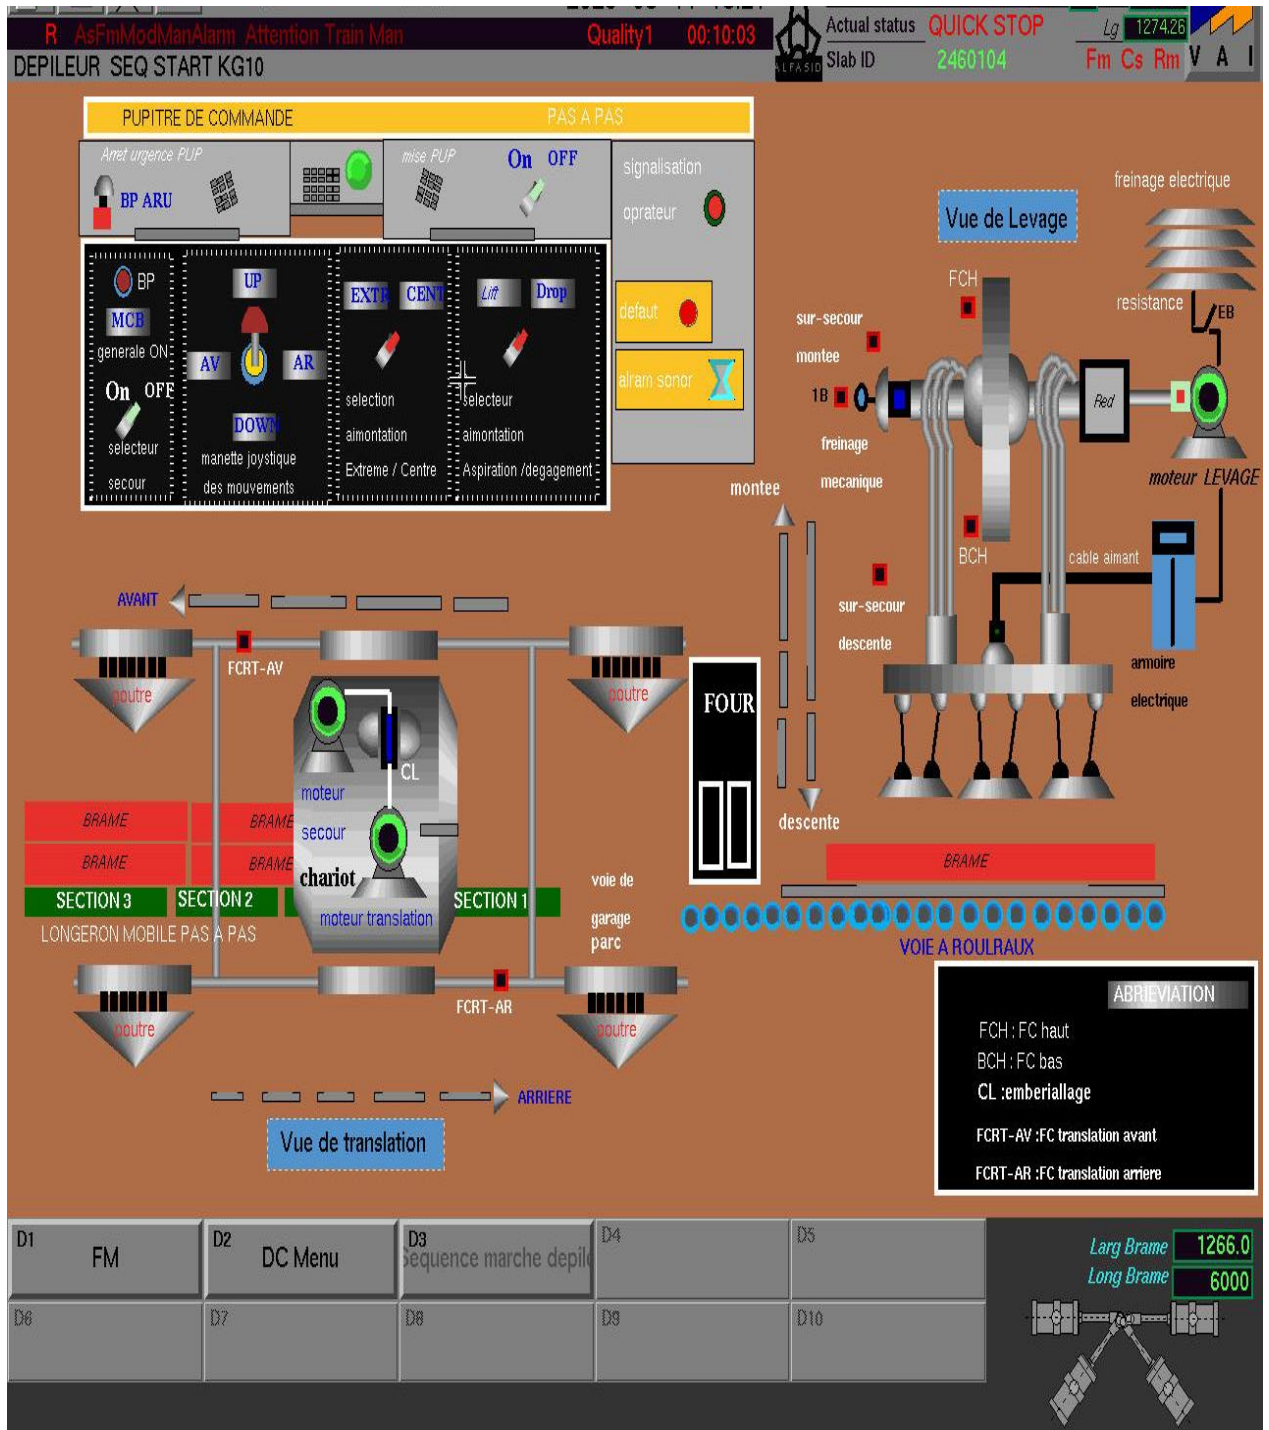 R AsFmModManAlarm Attention Train Man Quality1 00:10:03
Actual status QUICK STOP
Lg 1274.26
Slab ID 2460104
Fm Cs Rm
ALFASID
V A I
DEPILEUR SEQ START KG10
PUPITRE DE COMMANDE PAS A PAS
Arret urgence PUP
BP ARU
mise PUP
On OFF
signalisation
oprateur
defaut
alram sonor
BP
MCB
generale ON
On OFF
selecteur
secour
UP
AV
AR
DOWN
manette joystique
des mouvements
EXTR CENT
selection
aimontation
Extreme / Centre
Lift Drop
selecteur
aimontation
Aspiration /degagement
Vue de Levage
freinage electrique
resistance
EB
FCH
sur-secour
montee
1B
freinage
mecanique
Red
moteur LEVAGE
montee
BCH
cable aimant
sur-secour
descente
armoire
electrique
AVANT
FCRT-AV
poutre
poutre
FOUR
CL
moteur
secour
chariot
moteur translation
BRAME
BRAME
BRAME
BRAME
SECTION 3
SECTION 2
SECTION 1
LONGERON MOBILE PAS A PAS
voie de
garage
parc
descente
BRAME
VOIE A ROULRAUX
FCRT-AR
poutre
poutre
ARRIERE
Vue de translation
ABRIEVIATION
FCH : FC haut
BCH : FC bas
CL :emberiallage
FCRT-AV :FC translation avant
FCRT-AR :FC translation arriere
D1 FM
D2 DC Menu
D3 Sequence marche depile
D4
D5
D6
D7
D8
D9
D10
Larg Brame 1266.0
Long Brame 6000